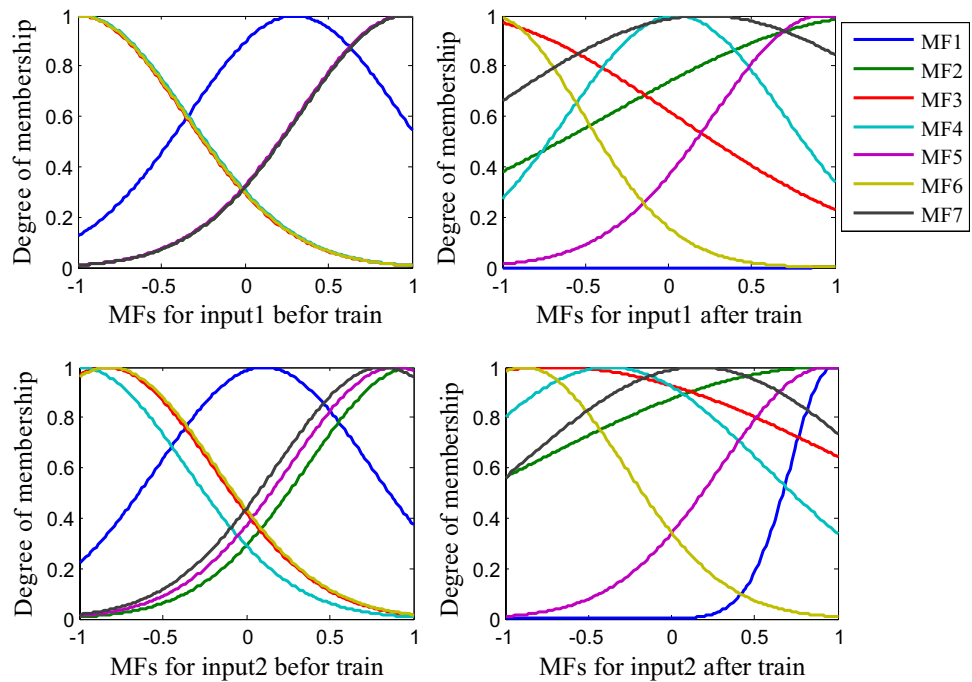 Degree of membership
1
0.8
0.6
0.4
0.2
0
-1
-0.5
0
0.5
1
MFs for input1 befor train
Degree of membership
1
0.8
0.6
0.4
0.2
0
-1
-0.5
0
0.5
1
MFs for input1 after train
MF1
MF2
MF3
MF4
MF5
MF6
MF7
Degree of membership
1
0.8
0.6
0.4
0.2
0
-1
-0.5
0
0.5
1
MFs for input2 befor train
Degree of membership
1
0.8
0.6
0.4
0.2
0
-1
-0.5
0
0.5
1
MFs for input2 after train